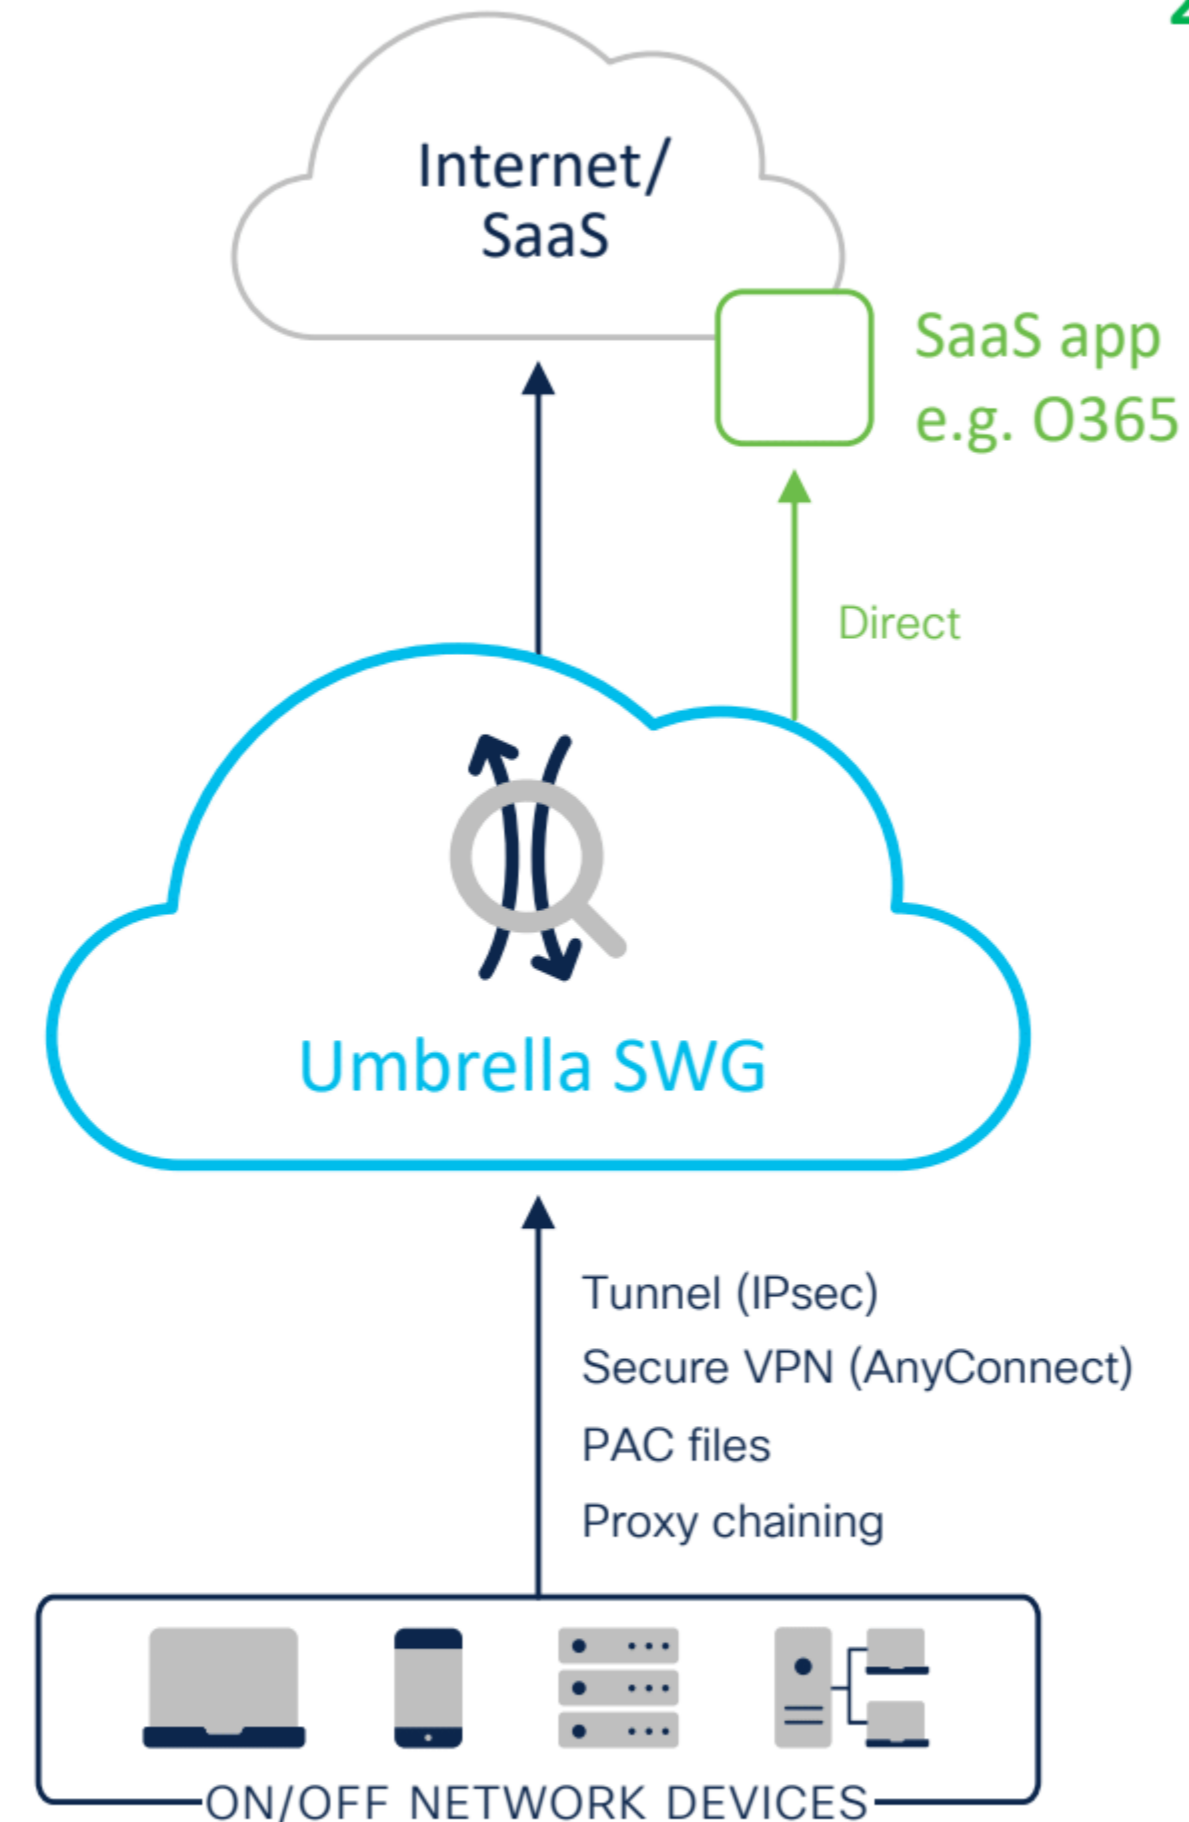 Internet/
SaaS
SaaS app
e.g. O365
Direct
Umbrella SWG
Tunnel (IPsec)
Secure VPN (AnyConnect)
PAC files
Proxy chaining
ON/OFF NETWORK DEVICES